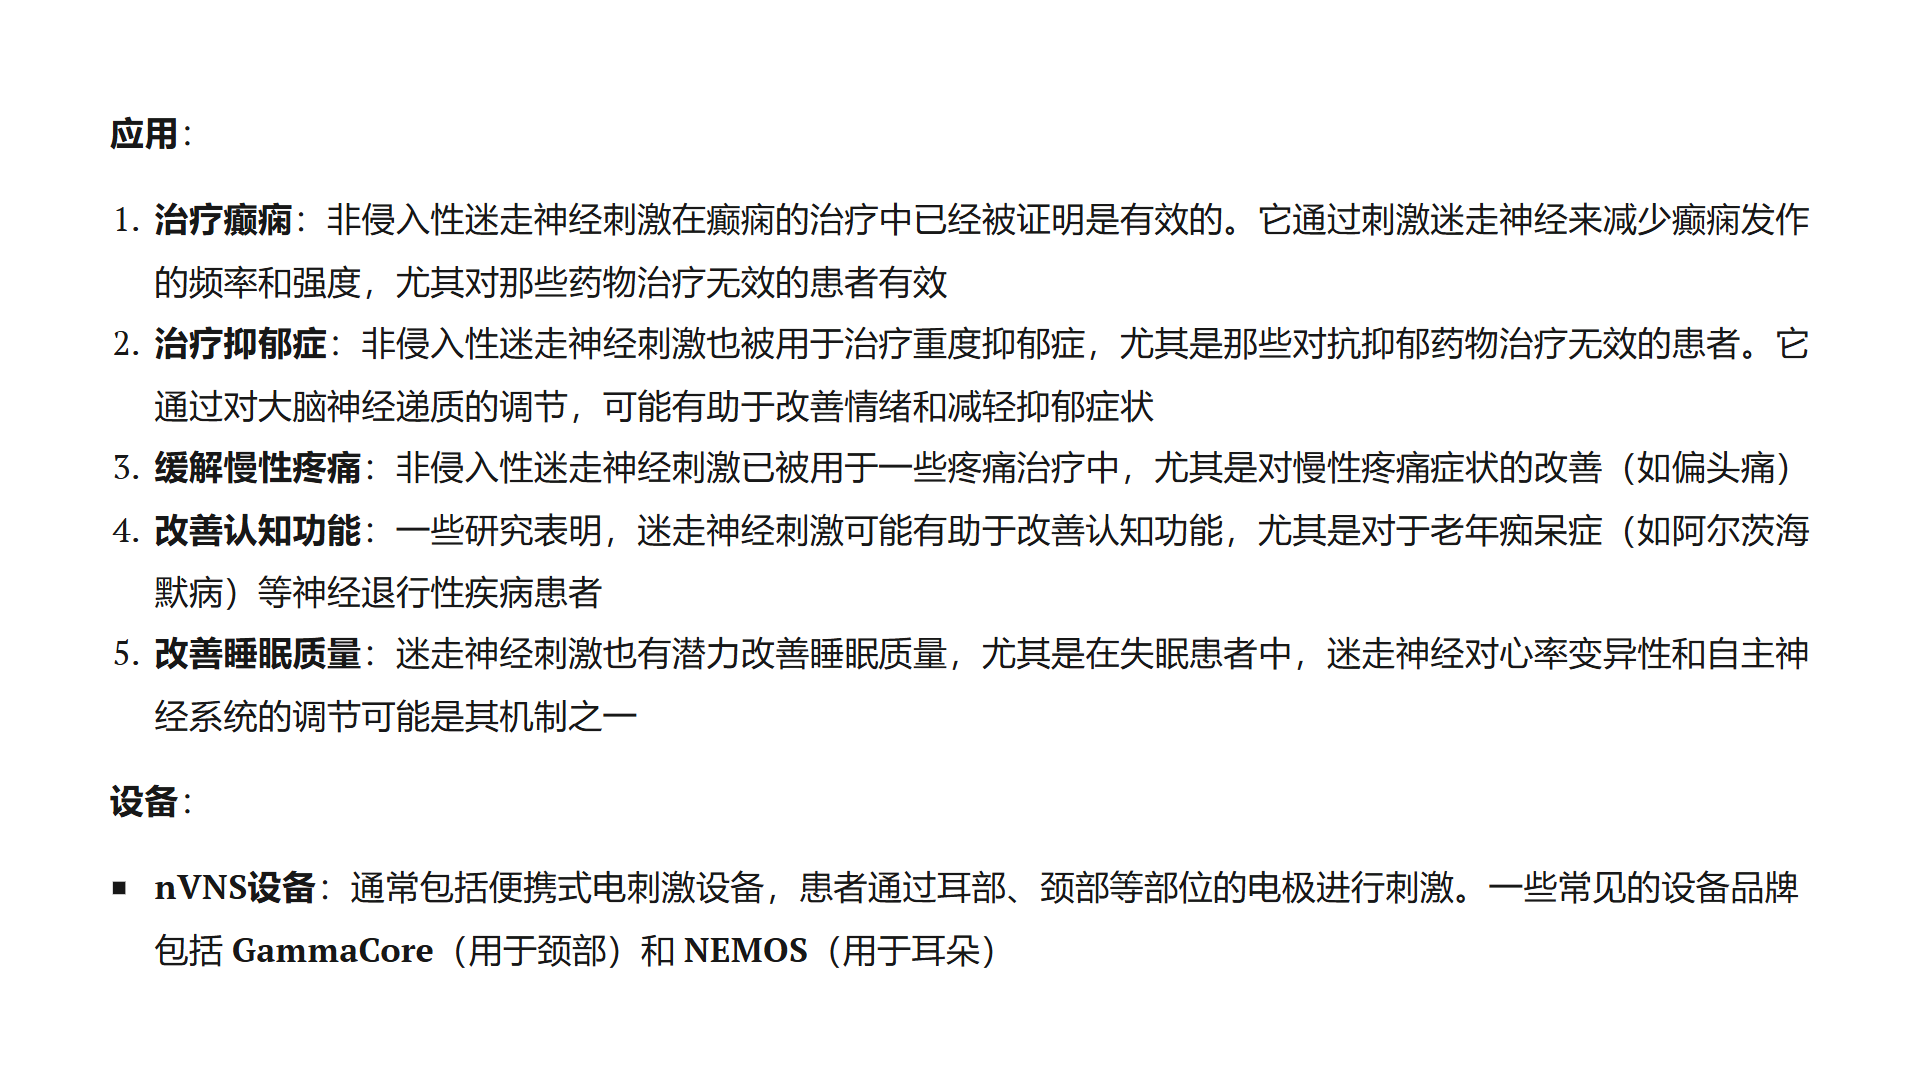 应用：
1. 治疗癫痫：非侵入性迷走神经刺激在癫痫的治疗中已经被证明是有效的。它通过刺激迷走神经来减少癫痫发作
的频率和强度，尤其对那些药物治疗无效的患者有效
2. 治疗抑郁症：非侵入性迷走神经刺激也被用于治疗重度抑郁症，尤其是那些对抗抑郁药物治疗无效的患者。它
通过对大脑神经递质的调节，可能有助于改善情绪和减轻抑郁症状
3. 缓解慢性疼痛：非侵入性迷走神经刺激已被用于一些疼痛治疗中，尤其是对慢性疼痛症状的改善（如偏头痛）
4. 改善认知功能：一些研究表明，迷走神经刺激可能有助于改善认知功能，尤其是对于老年痴呆症（如阿尔茨海
默病）等神经退行性疾病患者
5. 改善睡眠质量：迷走神经刺激也有潜力改善睡眠质量，尤其是在失眠患者中，迷走神经对心率变异性和自主神
经系统的调节可能是其机制之一
设备：
▪ nVNS设备：通常包括便携式电刺激设备，患者通过耳部、颈部等部位的电极进行刺激。一些常见的设备品牌
包括 GammaCore（用于颈部）和 NEMOS（用于耳朵）